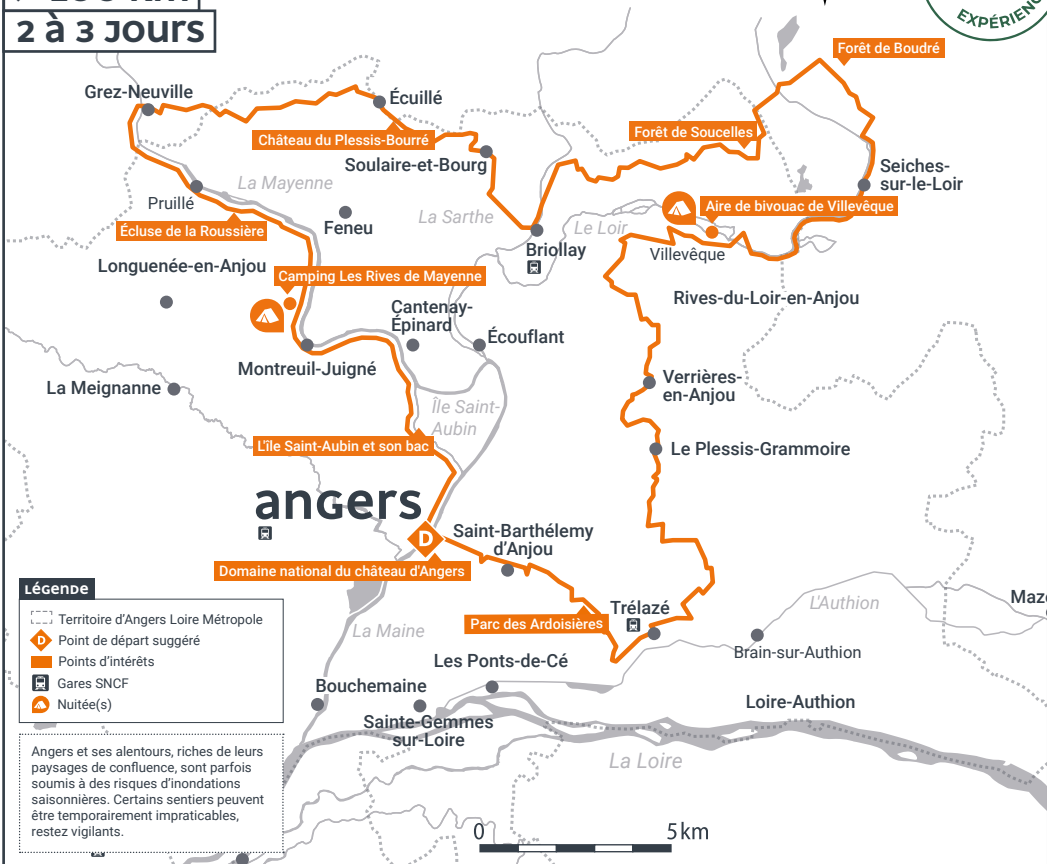 2 à 3 Jours
EXPÉRIENC
Forêt de Boudré
Grez-Neuville
Écuillé
Château du Plessis-Bourré
Forêt de Soucelles
Soulaire-et-Bourg
Seiches-
sur-le-Loir
La Mayenne
Pruillé
Aire de bivouac de Villevêque
La Sarthe
Feneu
Écluse de la Roussière
Le Loir
Briollay
Villevêque
Longuenée-en-Anjou
Camping Les Rives de Mayenne
Rives-du-Loir-en-Anjou
Cantenay-
Épinard
Écouflant
Montreuil-Juigné
La Meignanne
Verrières-
en-Anjou
Île Saint-
Aubin
L'île Saint-Aubin et son bac
Le Plessis-Grammoire
angers
D
Saint-Barthélemy
d'Anjou
Domaine national du château d'Angers
Trélazé
Parc des Ardoisières
L'Authion
Maz
La Maine
Brain-sur-Authion
Les Ponts-de-Cé
Bouchemaine
Sainte-Gemmes
sur-Loire
Loire-Authion
La Loire
LÉGENDE
Territoire d'Angers Loire Métropole
D Point de départ suggéré
Points d'intérêts
Gares SNCF
Nuitée(s)
Angers et ses alentours, riches de leurs
paysages de confluence, sont parfois
soumis à des risques d'inondations
saisonnières. Certains sentiers peuvent
être temporairement impraticables,
restez vigilants.
0 5 km